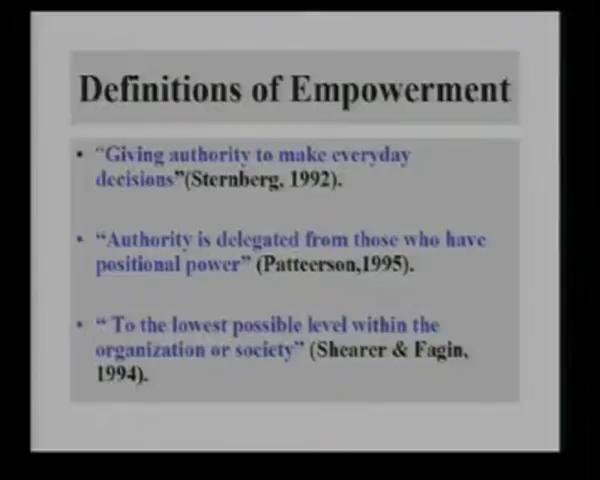 Definitions of Empowerment
• “Giving authority to make everyday
decisions”(Sternberg, 1992).
• “Authority is delegated from those who have
positional power” (Patteerson,1995).
• “ To the lowest possible level within the
organization or society” (Shearer & Fagin,
1994).